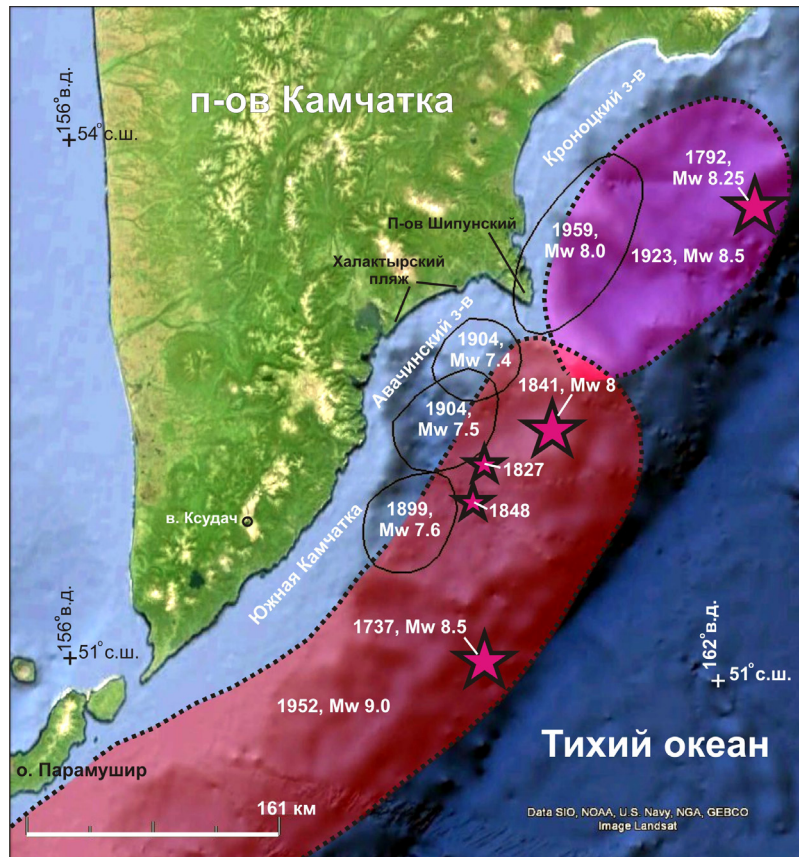 п-ов Камчатка
156°в.д.
54°с.ш.
Кроноцкий з-в
1792,
Mw 8.25
П-ов Шипунский
1959,
Mw 8.0
1923, Mw 8.5
Халактырский
пляж
Авачинский з-в
1904,
Mw 7.4
1841, Mw 8
1904,
Mw 7.5
1827
1848
1899,
Mw 7.6
в. Ксудач
Южная Камчатка
156°в.д.
51°с.ш.
1737, Mw 8.5
162°в.д.
51°с.ш.
1952, Mw 9.0
Тихий океан
о. Парамушир
161 км
Data SIO, NOAA, U.S. Navy, NGA, GEBCO
Image Landsat